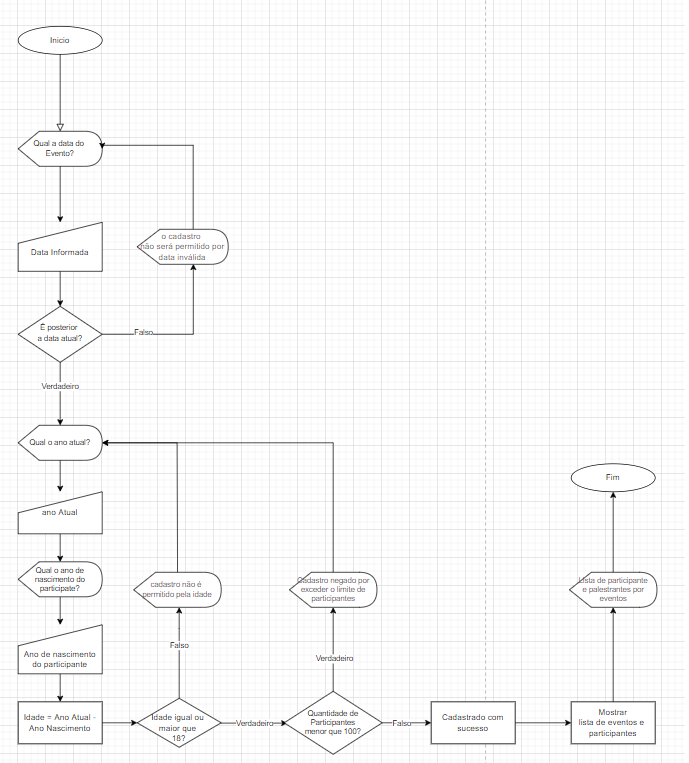 Início
Qual a data do
Evento?
Data Informada
o cadastro
não será permitido por
data inválida
É posterior
a data atual?
Falso
Verdadeiro
Qual o ano atual?
ano Atual
Qual o ano de
nascimento do
participate?
Ano de nascimento
do participante
Idade = Ano Atual -
Ano Nascimento
cadastro não é
permitido pela idade
Falso
Idade igual ou
maior que
18?
Verdadeiro
Cadastro negado por
exceder o limite de
participantes
Verdadeiro
Quantidade de
Participantes
menor que 100?
Falso
Cadastrado com
sucesso
Mostrar
lista de eventos e
participantes
Lista de participante
e palestrantes por
eventos
Fim